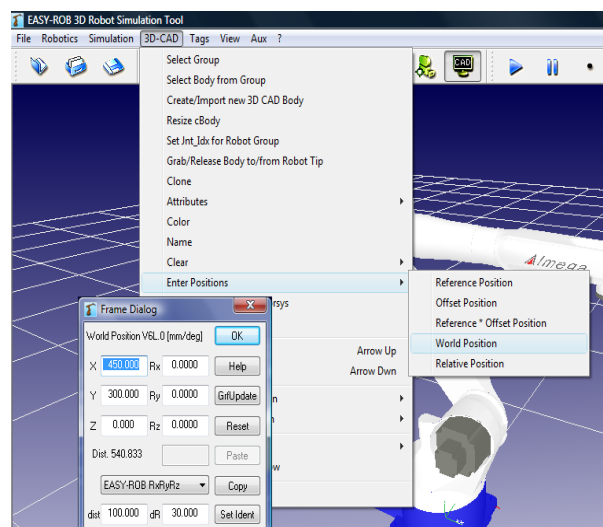 EASY-ROB 3D Robot Simulation Tool
File Robotics Simulation 3D-CAD Tags View Aux ?
CAD
Select Group
Select Body from Group
Create/Import new 3D CAD Body
Resize cBody
Set Jnt_Idx for Robot Group
Grab/Release Body to/from Robot Tip
Clone
Attributes
Color
Name
Clear
Enter Positions
Reference Position
Offset Position
Reference * Offset Position
World Position
Relative Position
Almega
Arrow Up
Arrow Dwn
Frame Dialog
World Position V6L.0 [mm/deg] OK
X 450.000 Rx 0.0000 Help
Y 300.000 Ry 0.0000 GrfUpdate
Z 0.000 Rz 0.0000 Reset
Dist. 540.833 Paste
EASY-ROB RxRyRz Copy
dist 100.000 dR 30.000 Set Ident